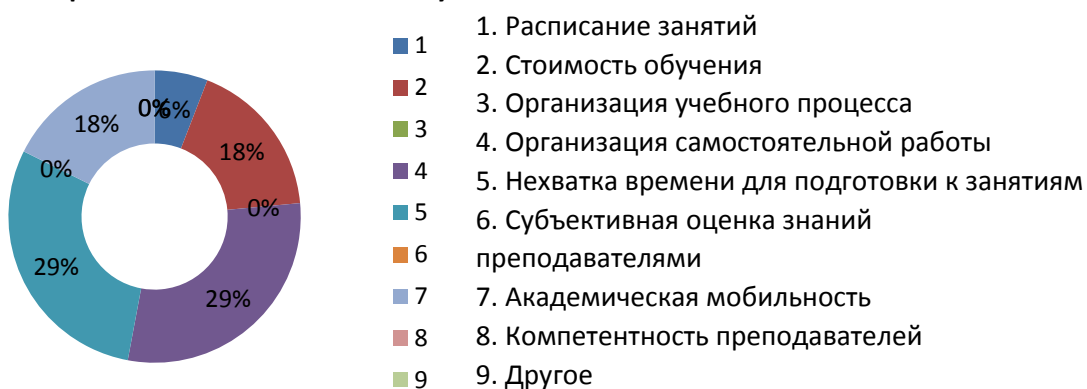 0%
0%
6%
18%
0%
29%
29%
0%
18%
1
2
3
4
5
6
7
8
9
1. Расписание занятий
2. Стоимость обучения
3. Организация учебного процесса
4. Организация самостоятельной работы
5. Нехватка времени для подготовки к занятиям
6. Субъективная оценка знаний
преподавателями
7. Академическая мобильность
8. Компетентность преподавателей
9. Другое